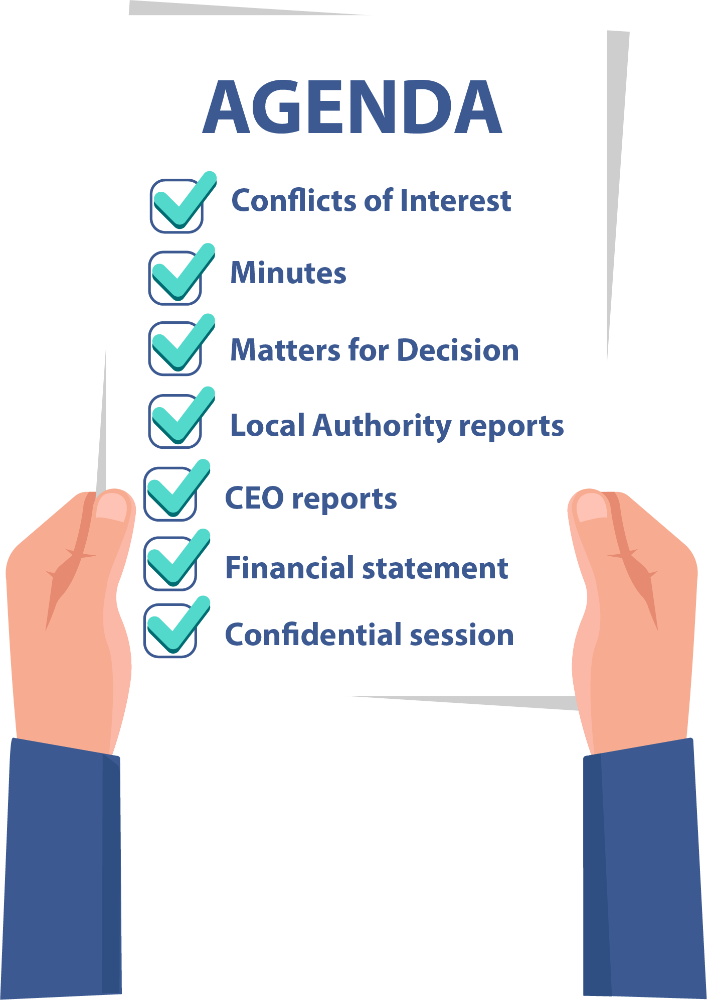 AGENDA
Conflicts of Interest
Minutes
Matters for Decision
Local Authority reports
CEO reports
Financial statement
Confidential session